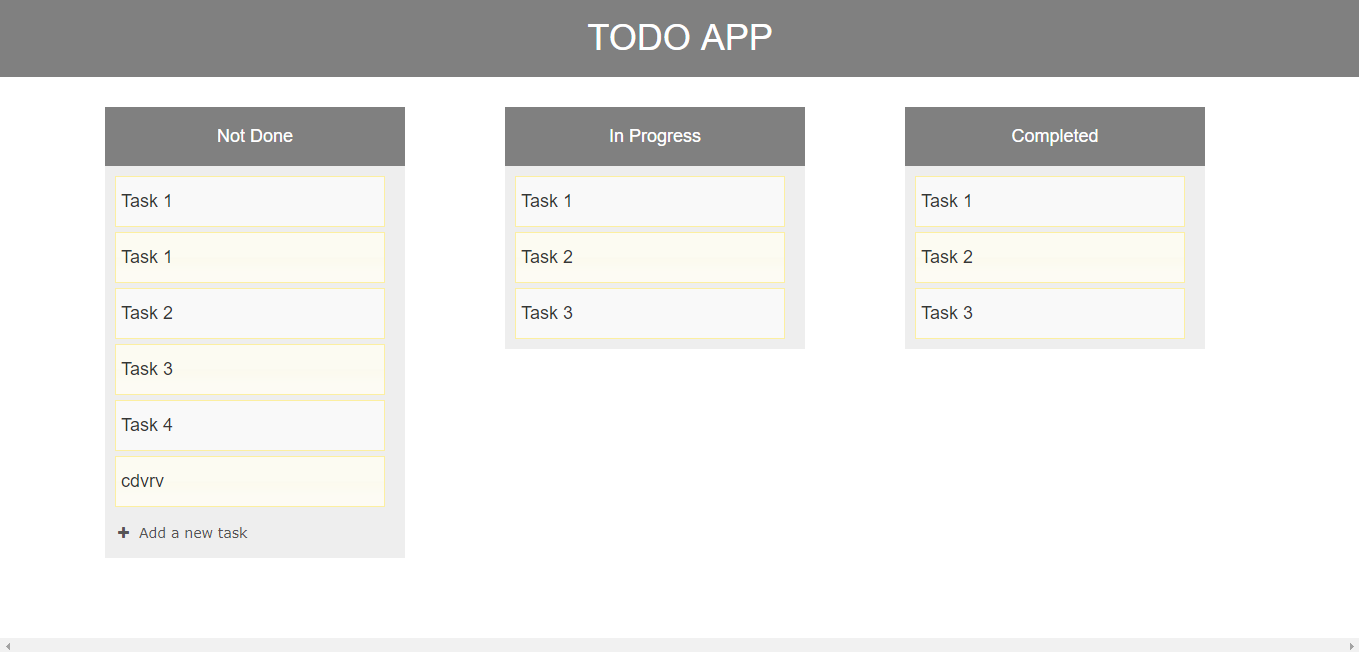 TODO APP
Not Done
Task 1
Task 1
Task 2
Task 3
Task 4
cdvrv
Add a new task
In Progress
Task 1
Task 2
Task 3
Completed
Task 1
Task 2
Task 3